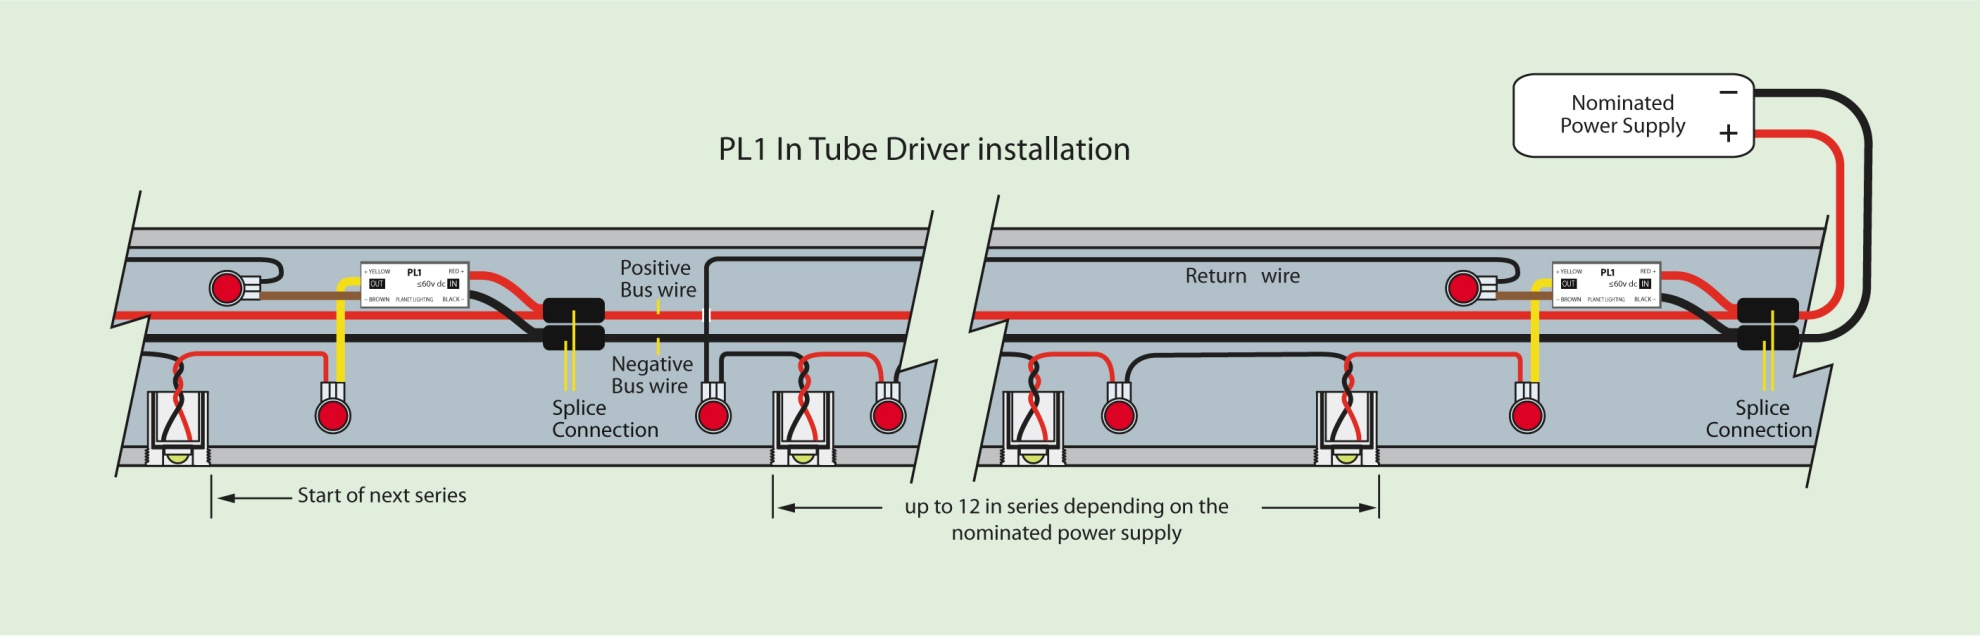 Nominated
Power Supply
−
+
PL1 In Tube Driver installation
+ YELLOW PL1 RED +
OUT ≤60v dc IN
− BROWN PLANET LIGHTING BLACK −
Positive
Bus wire
Negative
Bus wire
Splice
Connection
Return wire
+ YELLOW PL1 RED +
OUT ≤60v dc IN
− BROWN PLANET LIGHTING BLACK −
Splice
Connection
Start of next series
up to 12 in series depending on the
nominated power supply